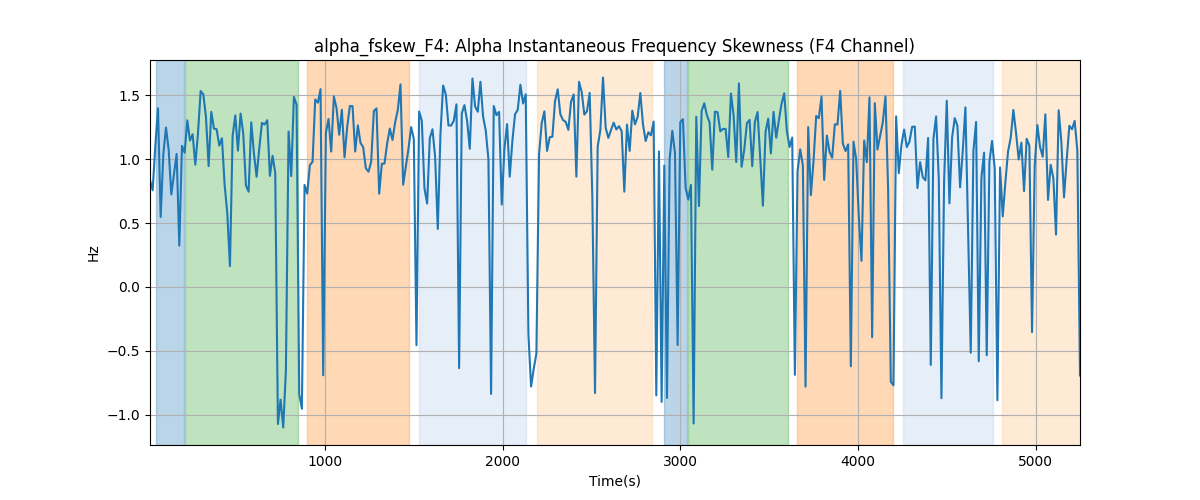 alpha_fskew_F4: Alpha Instantaneous Frequency Skewness (F4 Channel)
1.5
1.0
0.5
0.0
−0.5
−1.0
Hz
1000 2000 3000 4000 5000
Time(s)